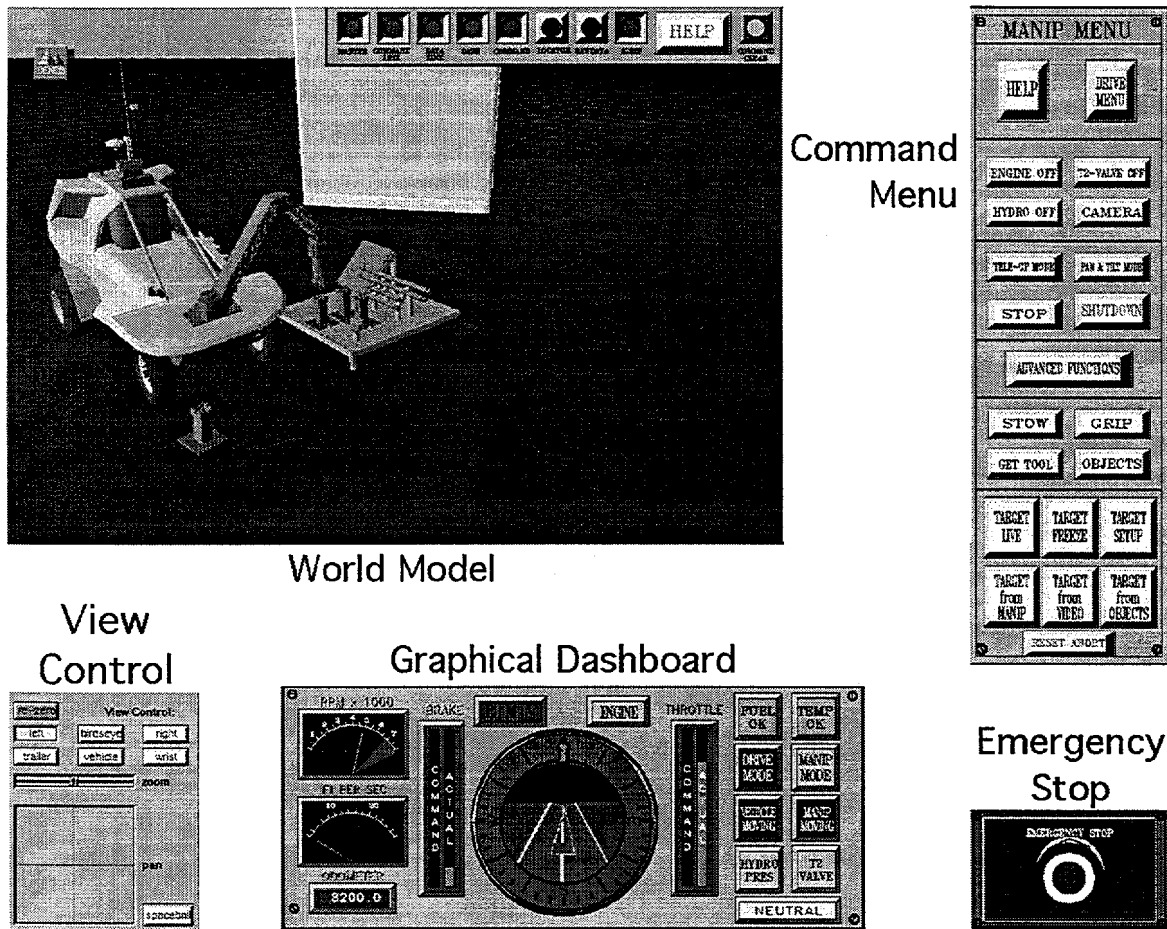 HELP
World Model
Command
Menu
MANIP MENU
HELP
DRIVE
MENU
ENGINE OFF
T2-VALVE OFF
HYDRO OFF
CAMERA
TELE-OP MODE
PAN & TILT MODE
STOP
SHUTDOWN
ADVANCED FUNCTIONS
STOW
GRIP
GET TOOL
OBJECTS
TARGET
LIVE
TARGET
FREEZE
TARGET
SETUP
TARGET
from
MANIP
TARGET
from
VIDEO
TARGET
from
OBJECTS
RESET ABORT
View
Control
re-zero
View Control:
left
birdseye
right
trailer
vehicle
wrist
zoom
pan
spaceball
Graphical Dashboard
RPM x 1000
FT PER SEC
10
20
ODOMETER
3200.0
BRAKE
COMMAND
ACTUAL
ENGINE
THROTTLE
COMMAND
ACTUAL
FUEL
OK
TEMP
OK
DRIVE
MODE
MANIP
MODE
VEHICLE
MOVING
MANIP
MOVING
HYDRO
PRES
T2
VALVE
NEUTRAL
Emergency
Stop
EMERGENCY STOP